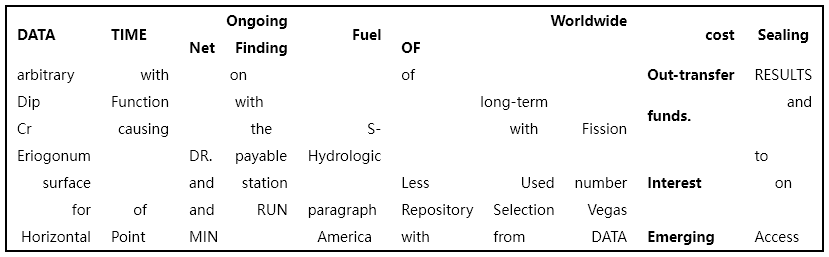 Ongoing Worldwide
DATA TIME Fuel cost Sealing
Net Finding OF
arbitrary with on of Out-transfer RESULTS
Dip Function with long-term and
funds.
Cr causing the S- with Fission
Eriogonum DR. payable Hydrologic to
surface and station Less Used number Interest on
for of and RUN paragraph Repository Selection Vegas
Horizontal Point MIN America with from DATA Emerging Access